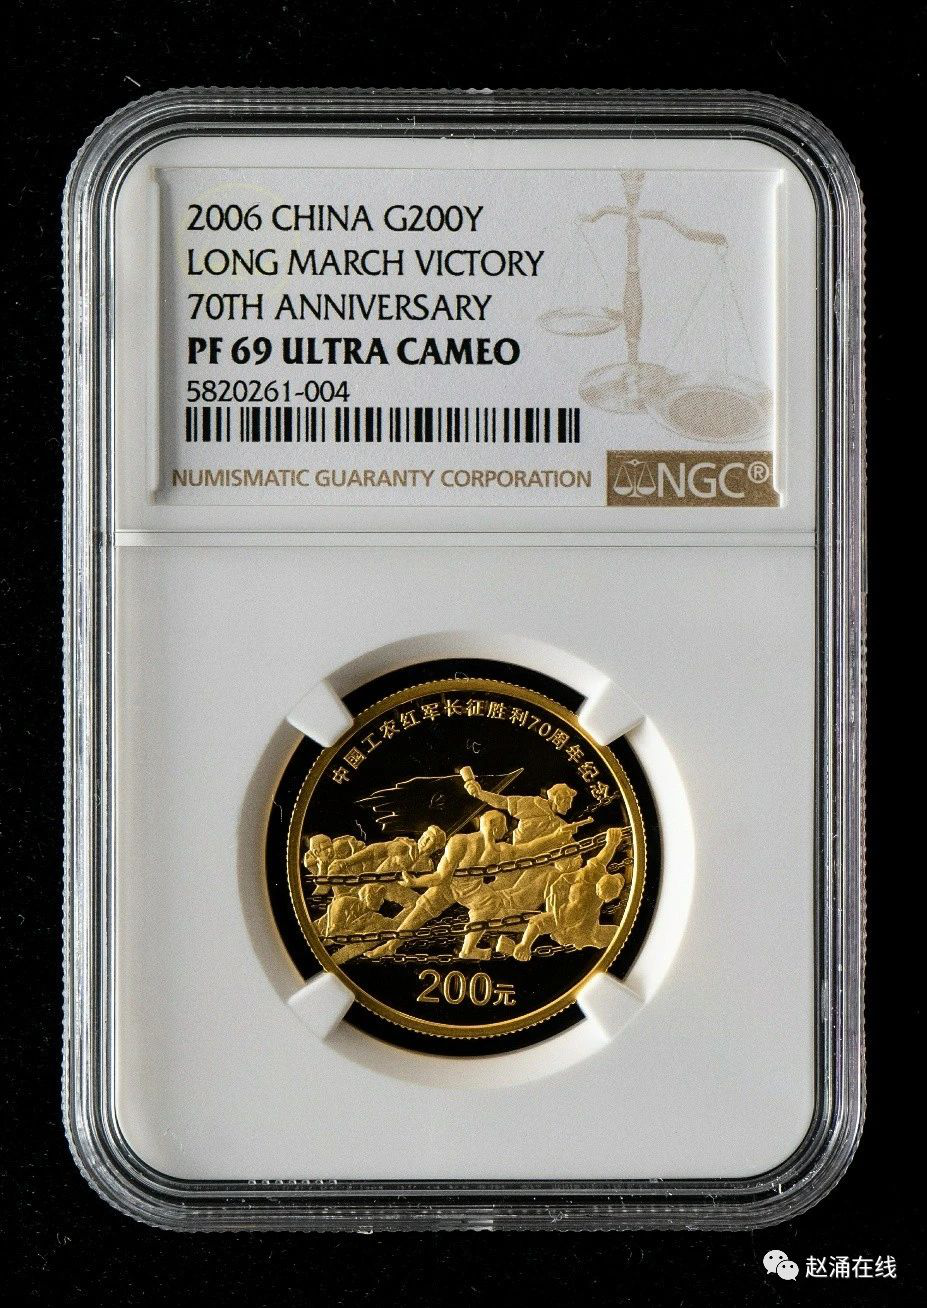 2006 CHINA G200Y
LONG MARCH VICTORY
70TH ANNIVERSARY
PF 69 ULTRA CAMEO
5820261-004
NUMISMATIC GUARANTY CORPORATION
NGC®
中国工农红军长征胜利70周年纪念
200元
赵涌在线